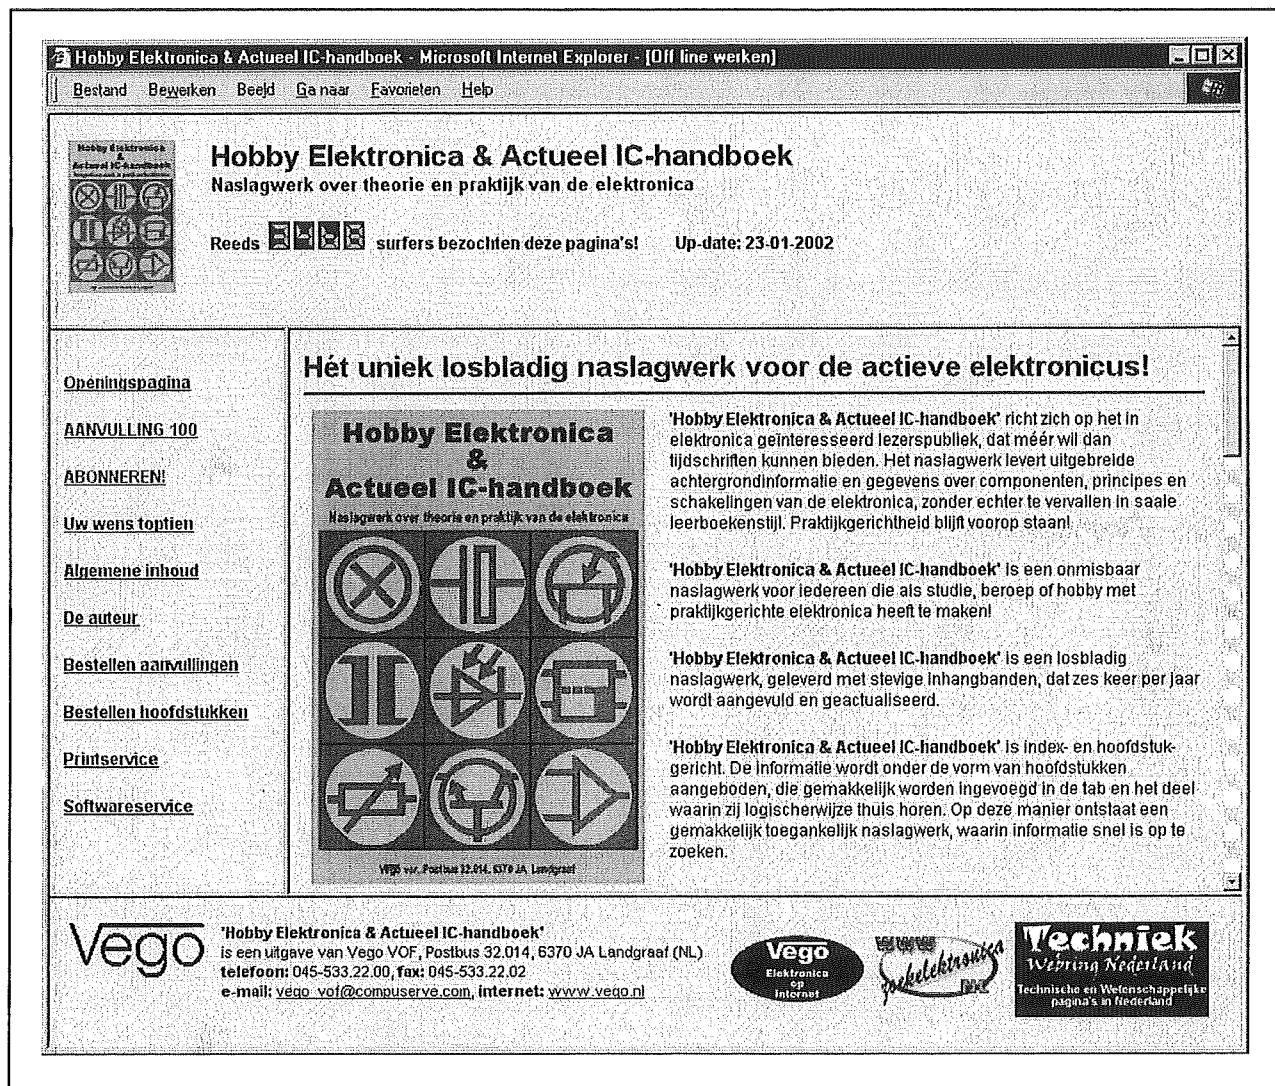 Hobby Elektronica & Actueel IC-handboek - Microsoft Internet Explorer - [Off line werken]
Bestand Bewerken Beeld Ga naar Favorieten Help
Hobby Elektronica
&
Actueel IC-handboek
Hobby Elektronica & Actueel IC-handboek
Naslagwerk over theorie en praktijk van de elektronica
Reeds surfers bezochten deze pagina's! Up-date: 23-01-2002
Openingspagina
AANVULLING 100
ABONNEREN!
Uw wens toptien
Algemene inhoud
De auteur
Bestellen aanvullingen
Bestellen hoofdstukken
Printservice
Softwareservice
Hét uniek losbladig naslagwerk voor de actieve elektronicus!
Hobby Elektronica
&
Actueel IC-handboek
Naslagwerk over theorie en praktijk van de elektronica
Vego vof, Postbus 32.014, 6370 JA Landgraaf
'Hobby Elektronica & Actueel IC-handboek' richt zich op het in
elektronica geïnteresseerd lezerspubliek, dat méér wil dan
tijdschriften kunnen bieden. Het naslagwerk levert uitgebreide
achtergrondinformatie en gegevens over componenten, principes en
schakelingen van de elektronica, zonder echter te vervallen in saaie
leerboekenstijl. Praktijkgerichtheid blijft voorop staan!
'Hobby Elektronica & Actueel IC-handboek' is een onmisbaar
naslagwerk voor iedereen die als studie, beroep of hobby met
praktijkgerichte elektronica heeft te maken!
'Hobby Elektronica & Actueel IC-handboek' is een losbladig
naslagwerk, geleverd met stevige inhangbanden, dat zes keer per jaar
wordt aangevuld en geactualiseerd.
'Hobby Elektronica & Actueel IC-handboek' is index- en hoofdstuk-
gericht. De informatie wordt onder de vorm van hoofdstukken
aangeboden, die gemakkelijk worden ingevoegd in de tab en het deel
waarin zij logischerwijze thuis horen. Op deze manier ontstaat een
gemakkelijk toegankelijk naslagwerk, waarin informatie snel is op te
zoeken.
Vego
'Hobby Elektronica & Actueel IC-handboek'
is een uitgave van Vego VOF, Postbus 32.014, 6370 JA Landgraaf (NL)
telefoon: 045-533.22.00, fax: 045-533.22.02
e-mail: vego_vof@compuserve.com, internet: www.vego.nl
Vego
Elektronica
op
internet
WWW
zoekelektronica
NL
Techniek
Webring Nederland
Technische en Wetenschappelijke
pagina's in Nederland